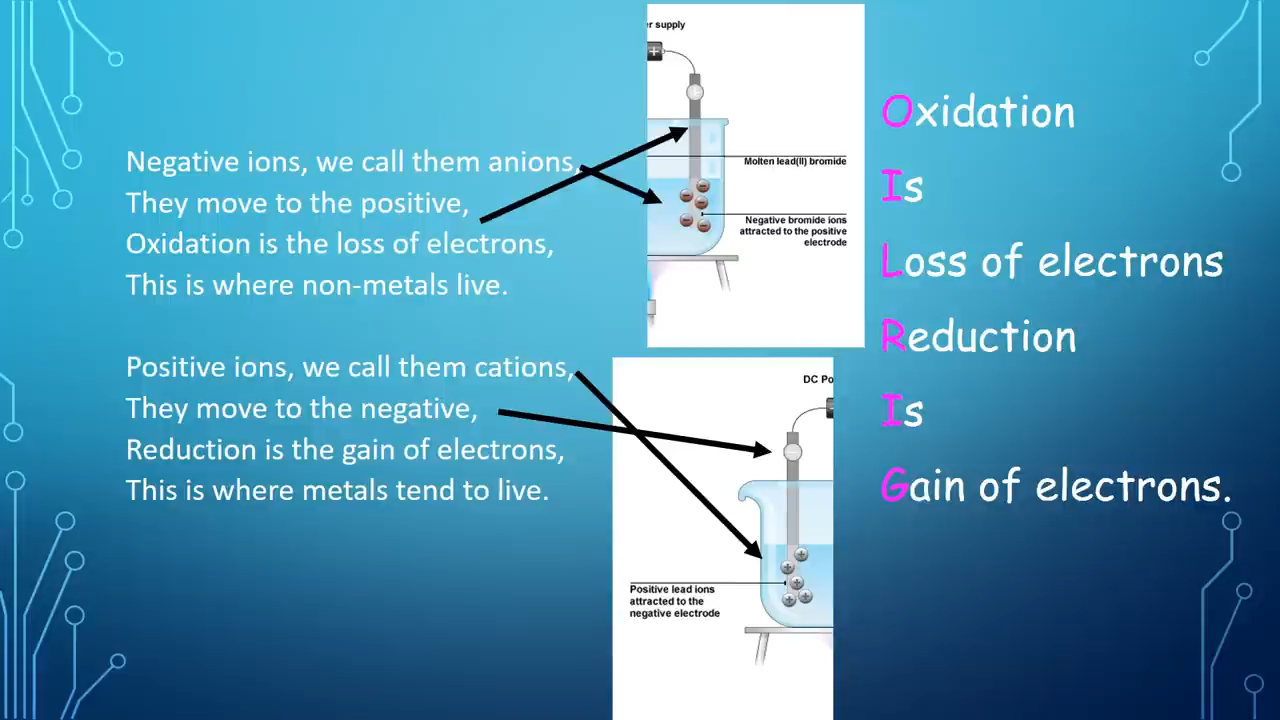 Negative ions, we call them anions,
They move to the positive,
Oxidation is the loss of electrons,
This is where non-metals live.
Positive ions, we call them cations,
They move to the negative,
Reduction is the gain of electrons,
This is where metals tend to live.
er supply
+
+
Molten lead(II) bromide
Negative bromide ions
attracted to the positive
electrode
DC Po
Positive lead ions
attracted to the
negative electrode
Oxidation
Is
Loss of electrons
Reduction
Is
Gain of electrons.